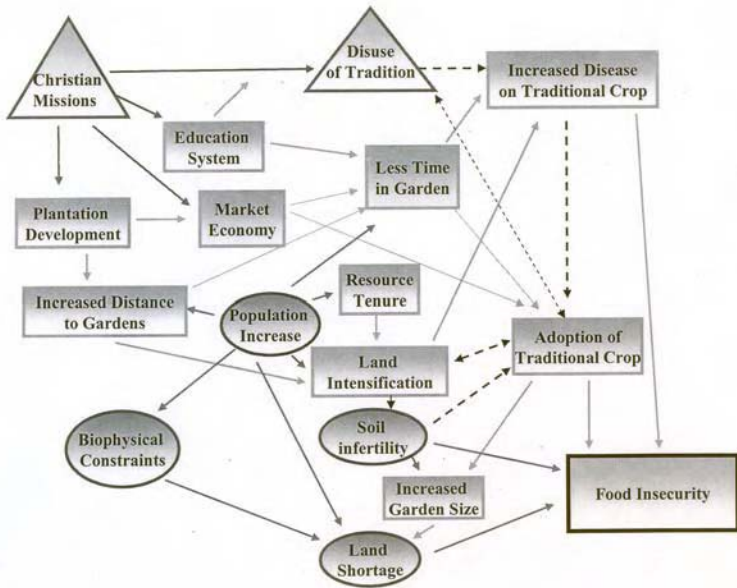 Christian
Missions
Disuse
of Tradition
Increased Disease
on Traditional Crop
Education
System
Less Time
in Garden
Plantation
Development
Market
Economy
Increased Distance
to Gardens
Population
Increase
Resource
Tenure
Land
Intensification
Adoption of
Traditional Crop
Biophysical
Constraints
Soil
infertility
Increased
Garden Size
Food Insecurity
Land
Shortage